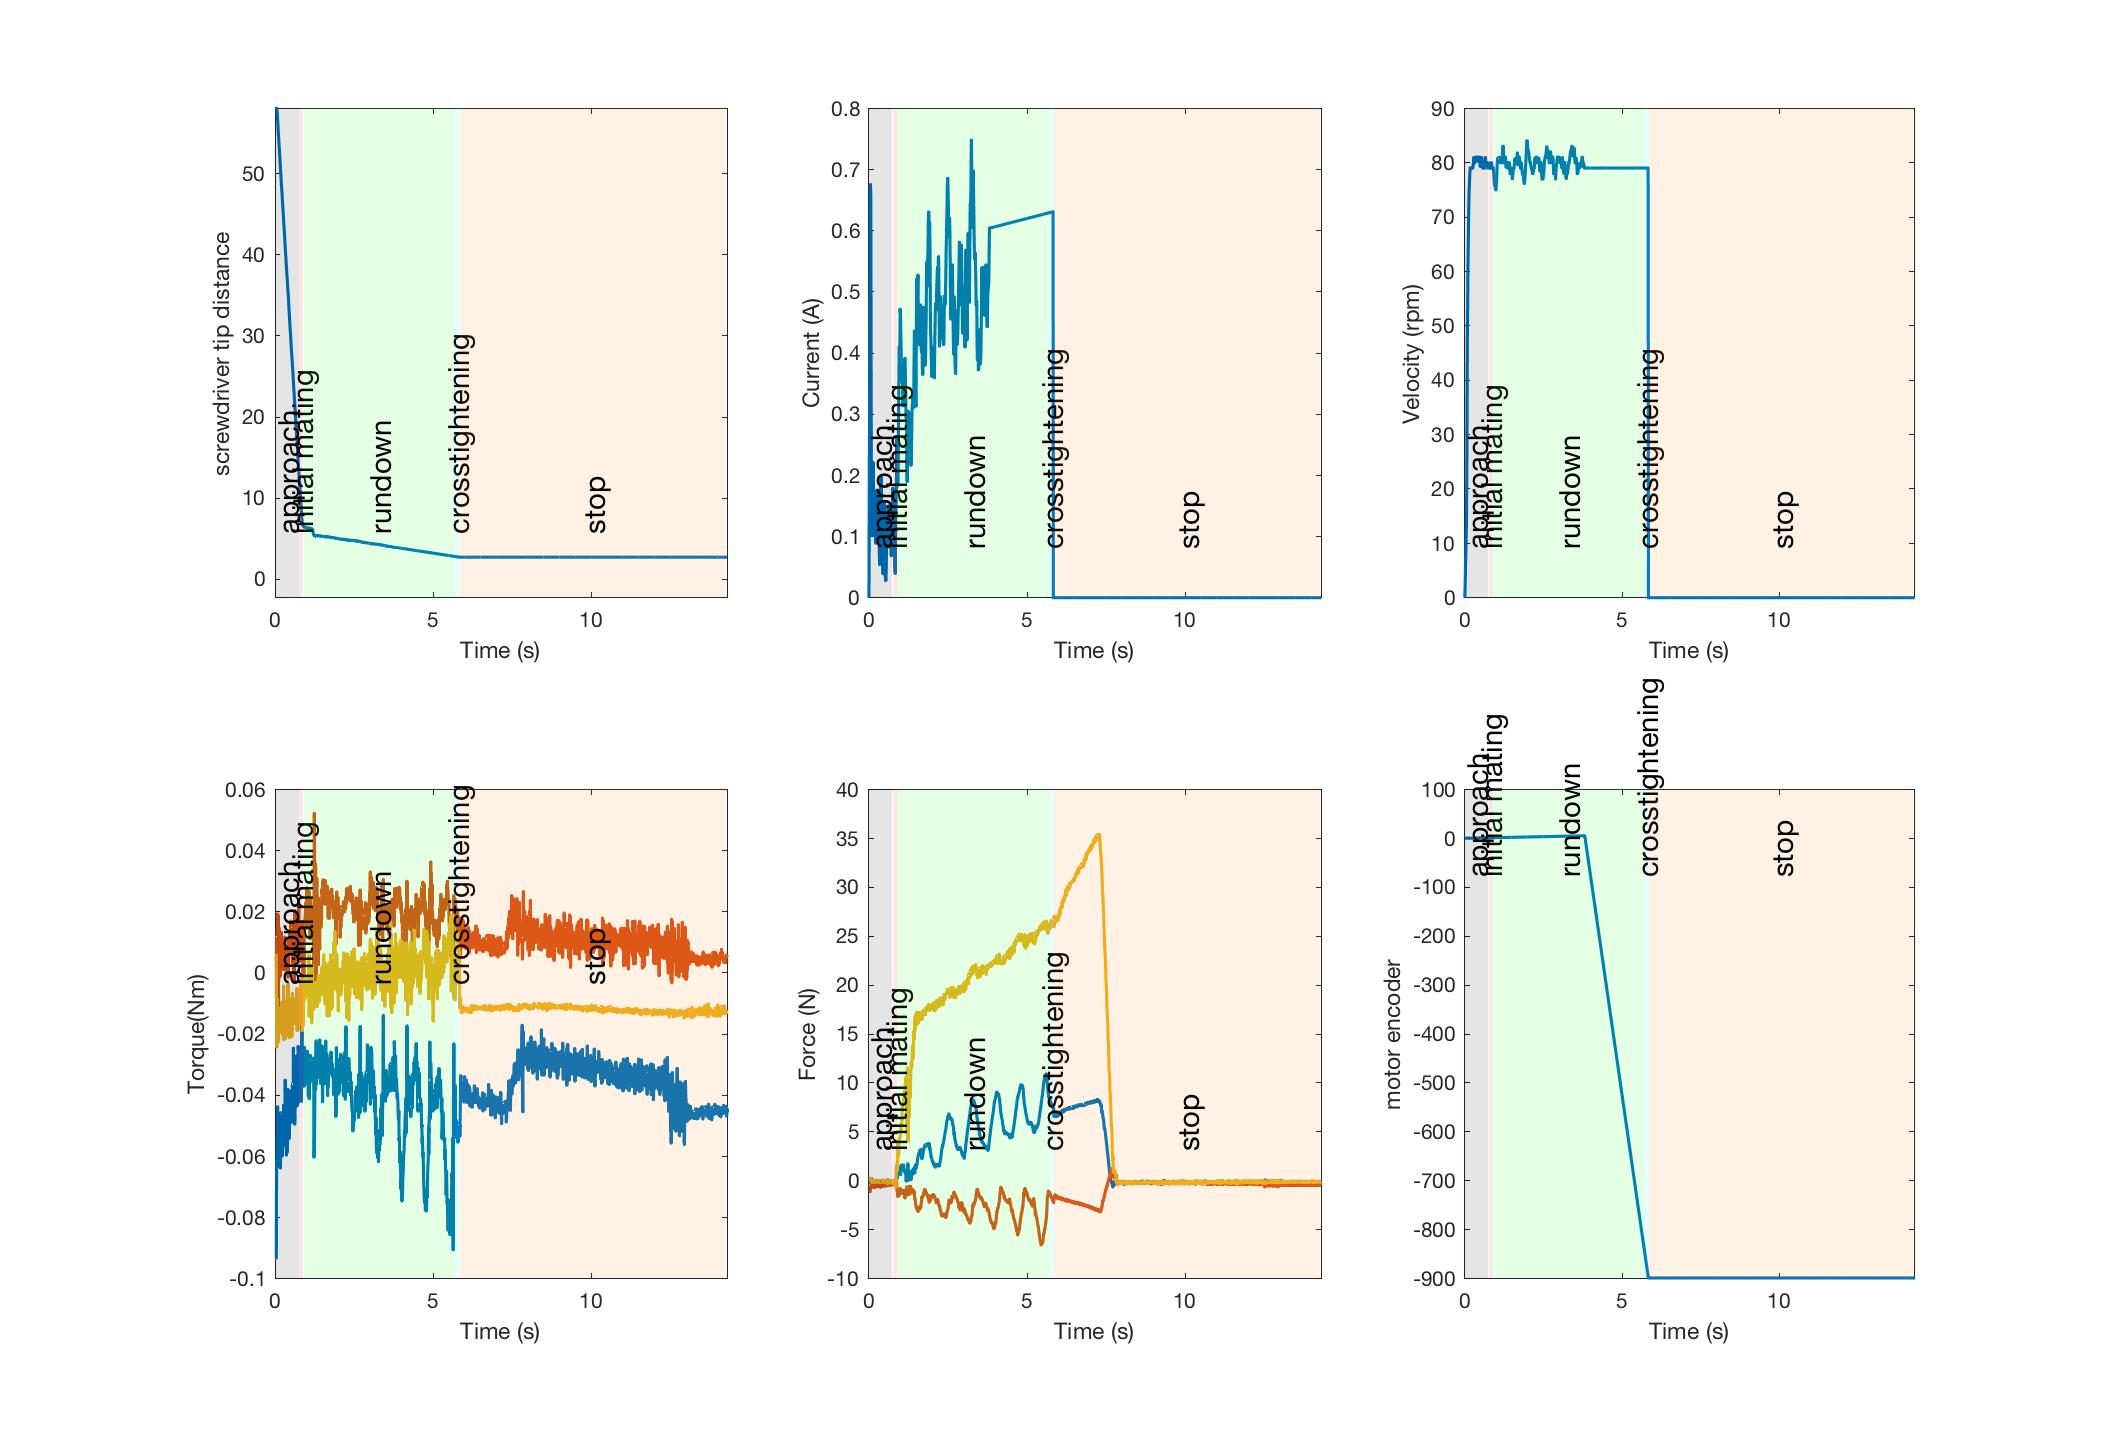 screwdriver tip distance
50
40
30
20
10
0
approach
initial mating
rundown
crosstightening
stop
0 5 10
Time (s)
Current (A)
0.8
0.7
0.6
0.5
0.4
0.3
0.2
0.1
0
approach
initial mating
rundown
crosstightening
stop
0 5 10
Time (s)
Velocity (rpm)
90
80
70
60
50
40
30
20
10
0
approach
initial mating
rundown
crosstightening
stop
0 5 10
Time (s)
Torque(Nm)
0.06
0.04
0.02
0
-0.02
-0.04
-0.06
-0.08
-0.1
approach
initial mating
rundown
crosstightening
stop
0 5 10
Time (s)
Force (N)
40
35
30
25
20
15
10
5
0
-5
-10
approach
initial mating
rundown
crosstightening
stop
0 5 10
Time (s)
motor encoder
100
0
-100
-200
-300
-400
-500
-600
-700
-800
-900
approach
initial mating
rundown
crosstightening
stop
0 5 10
Time (s)